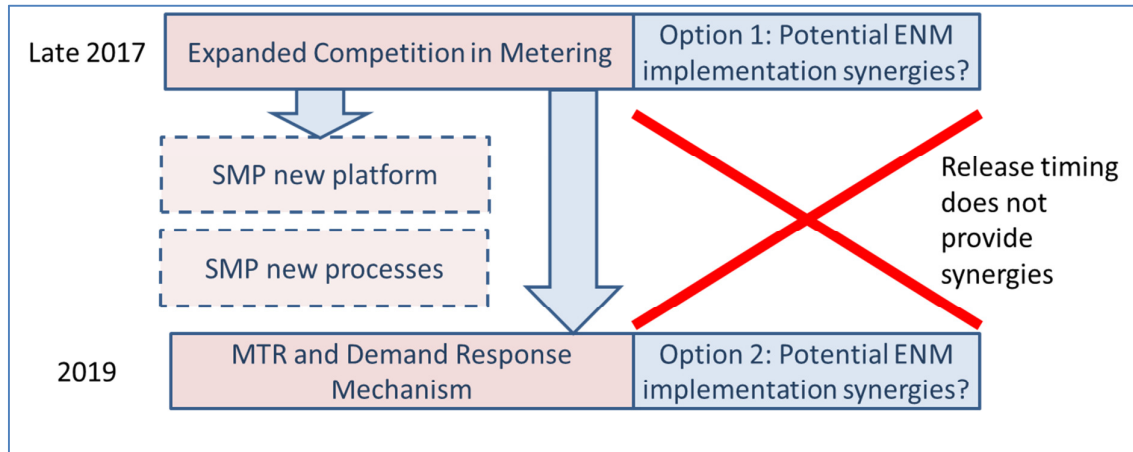 Late 2017
Expanded Competition in Metering
Option 1: Potential ENM
implementation synergies?
SMP new platform
SMP new processes
Release timing
does not
provide
synergies
2019
MTR and Demand Response
Mechanism
Option 2: Potential ENM
implementation synergies?